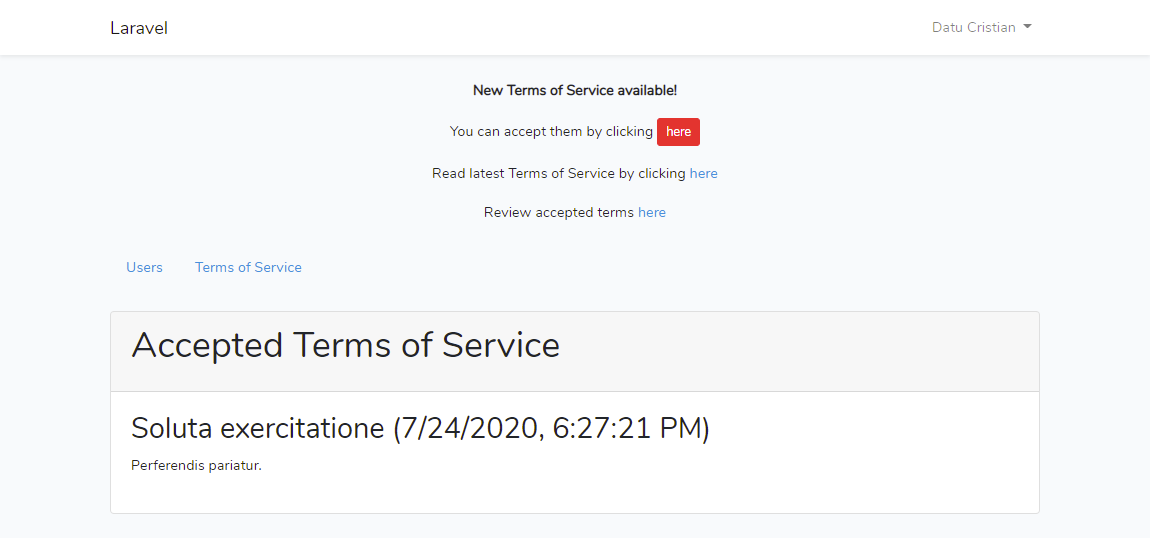 Laravel
Datu Cristian
New Terms of Service available!
You can accept them by clicking here
Read latest Terms of Service by clicking here
Review accepted terms here
Users
Terms of Service
Accepted Terms of Service
Soluta exercitatione (7/24/2020, 6:27:21 PM)
Perferendis pariatur.